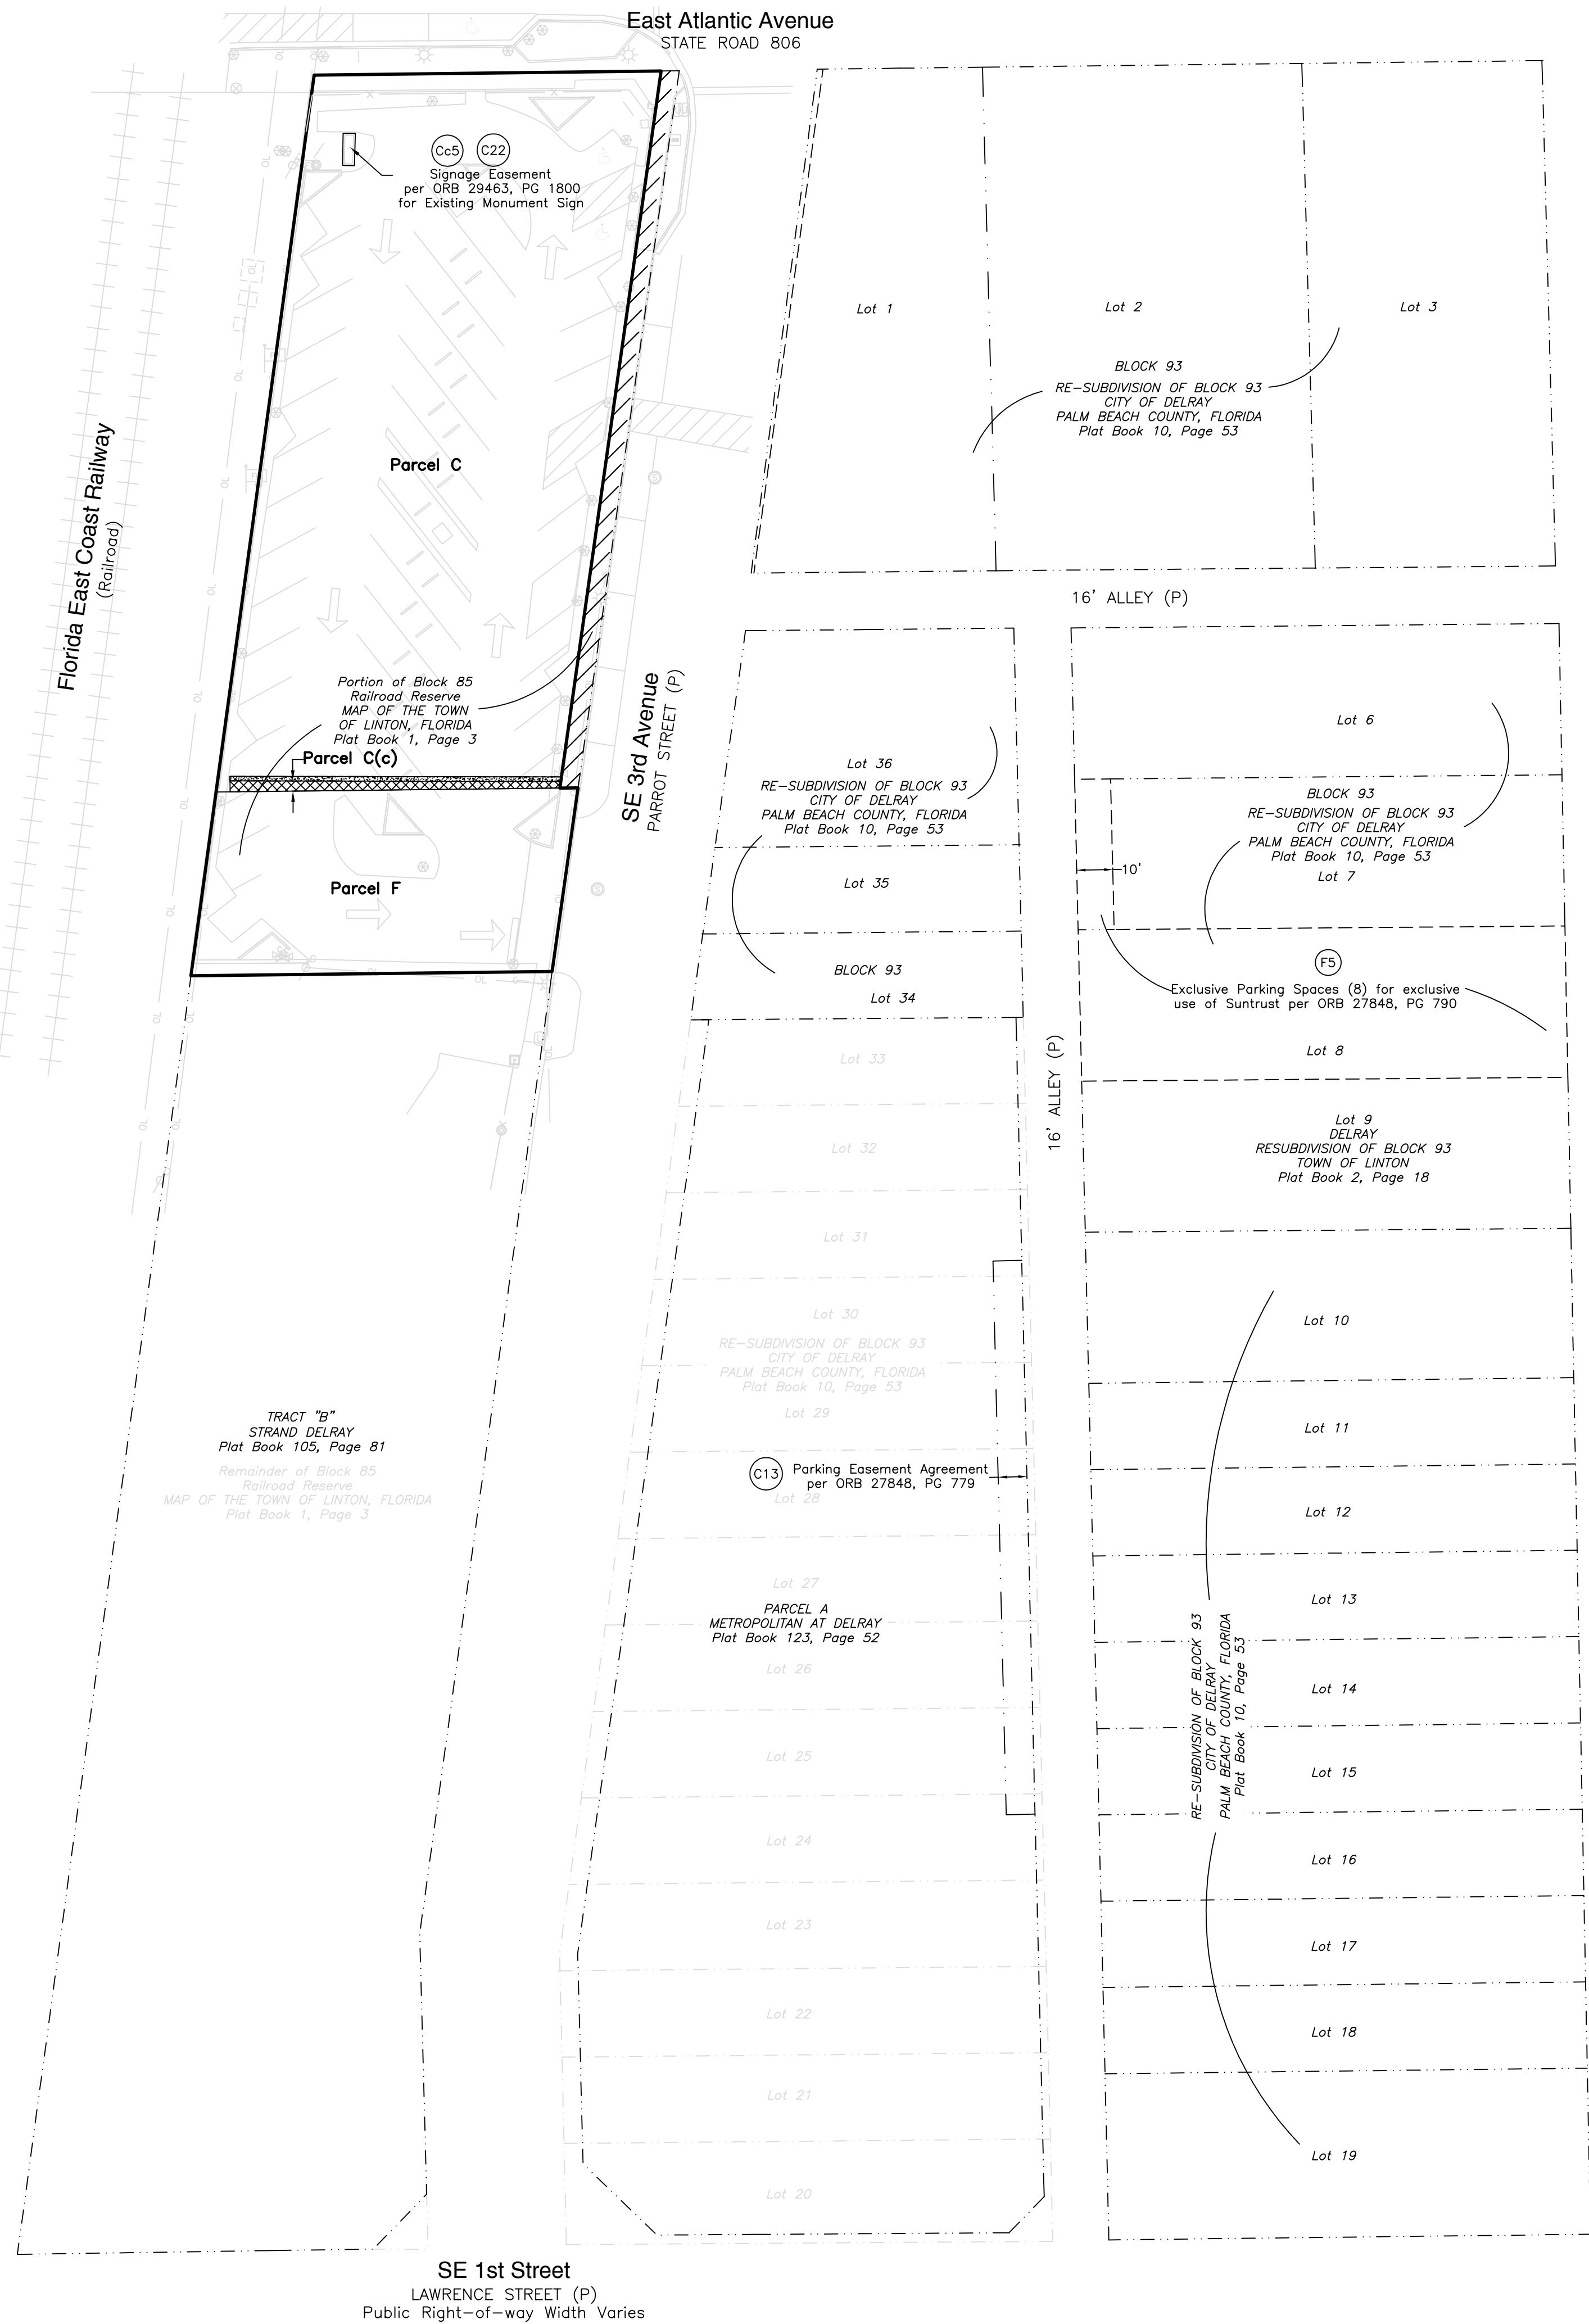 East Atlantic Avenue
STATE ROAD 806
Cc5
C22
Signage Easement
per ORB 29463, PG 1800
for Existing Monument Sign
Florida East Coast Railway
(Railroad)
Parcel C
Portion of Block 85
Railroad Reserve
MAP OF THE TOWN
OF LINTON, FLORIDA
Plat Book 1, Page 3
Parcel C(c)
Parcel F
SE 3rd Avenue
PARROT STREET (P)
Lot 1
Lot 2
Lot 3
BLOCK 93
RE-SUBDIVISION OF BLOCK 93
CITY OF DELRAY
PALM BEACH COUNTY, FLORIDA
Plat Book 10, Page 53
16' ALLEY (P)
Lot 36
RE-SUBDIVISION OF BLOCK 93
CITY OF DELRAY
PALM BEACH COUNTY, FLORIDA
Plat Book 10, Page 53
Lot 35
BLOCK 93
Lot 34
Lot 33
Lot 32
Lot 31
Lot 30
RE-SUBDIVISION OF BLOCK 93
CITY OF DELRAY
PALM BEACH COUNTY, FLORIDA
Plat Book 10, Page 53
Lot 29
C13
Parking Easement Agreement
per ORB 27848, PG 779
Lot 28
Lot 27
PARCEL A
METROPOLITAN AT DELRAY
Plat Book 123, Page 52
Lot 26
Lot 25
Lot 24
Lot 23
Lot 22
Lot 21
Lot 20
16' ALLEY (P)
Lot 6
BLOCK 93
RE-SUBDIVISION OF BLOCK 93
CITY OF DELRAY
PALM BEACH COUNTY, FLORIDA
Plat Book 10, Page 53
Lot 7
10'
F5
Exclusive Parking Spaces (8) for exclusive
use of Suntrust per ORB 27848, PG 790
Lot 8
Lot 9
DELRAY
RESUBDIVISION OF BLOCK 93
TOWN OF LINTON
Plat Book 2, Page 18
Lot 10
Lot 11
Lot 12
Lot 13
Lot 14
Lot 15
Lot 16
Lot 17
Lot 18
Lot 19
RE-SUBDIVISION OF BLOCK 93
CITY OF DELRAY
PALM BEACH COUNTY, FLORIDA
Plat Book 10, Page 53
TRACT "B"
STRAND DELRAY
Plat Book 105, Page 81
Remainder of Block 85
Railroad Reserve
MAP OF THE TOWN OF LINTON, FLORIDA
Plat Book 1, Page 3
SE 1st Street
LAWRENCE STREET (P)
Public Right-of-way Width Varies